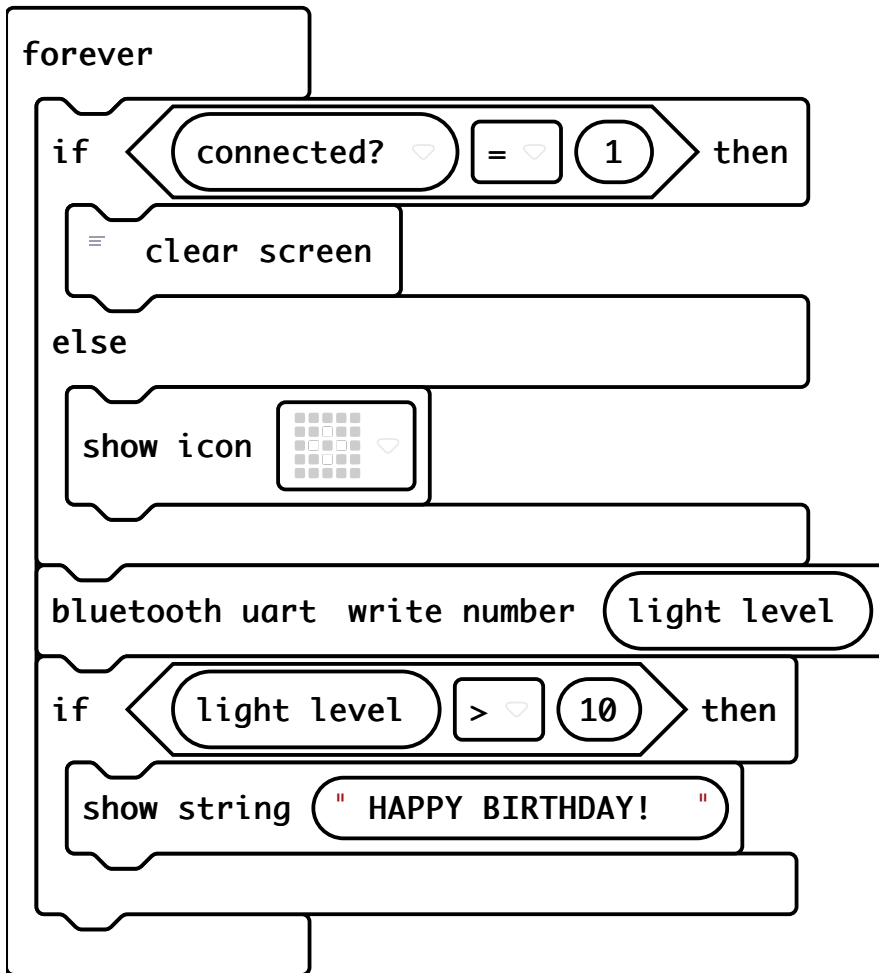 forever
if connected? = 1 then
clear screen
else
show icon
bluetooth uart write number light level
if light level > 10 then
show string " HAPPY BIRTHDAY! "